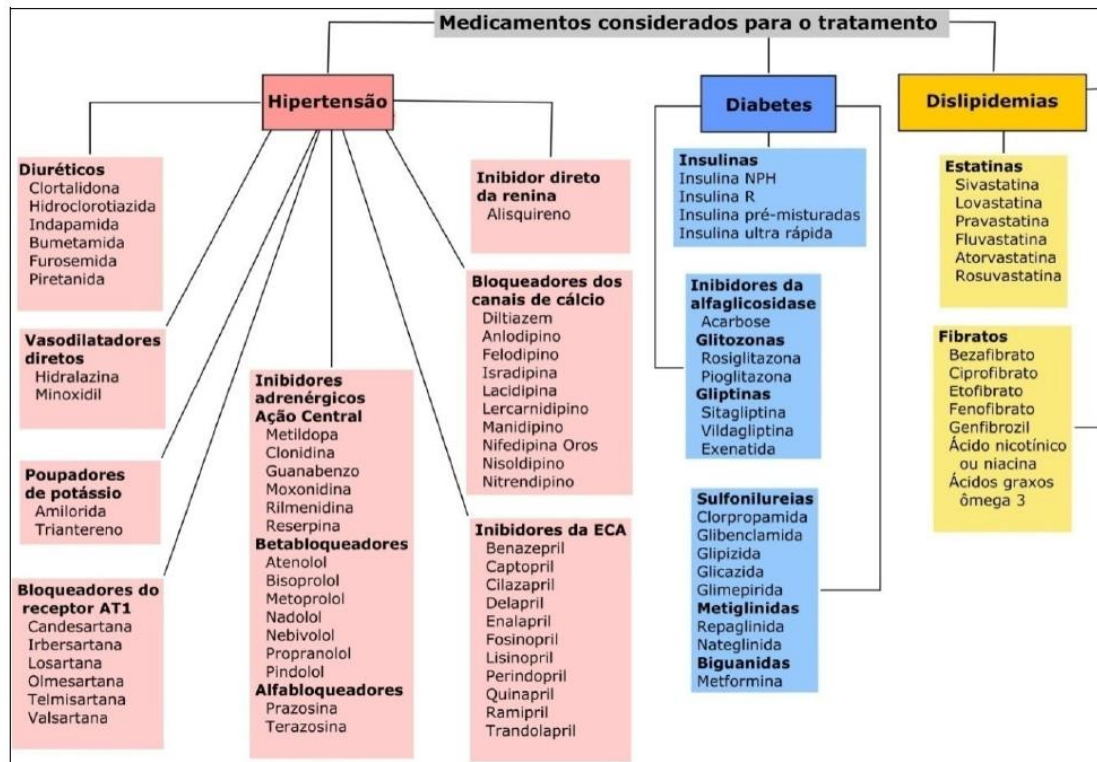 Medicamentos considerados para o tratamento
Hipertensão
Diuréticos
Clortalidona
Hidroclorotiazida
Indapamida
Bumetamida
Furosemida
Piretanida
Vasodilatadores
diretos
Hidralazina
Minoxidil
Poupadores
de potássio
Amilorida
Triantereno
Bloqueadores do
receptor AT1
Candesartana
Irbersartana
Losartana
Olmesartana
Telmisartana
Valsartana
Inibidores
adrenérgicos
Ação Central
Metildopa
Clonidina
Guanabenzo
Moxonidina
Rilmenidina
Reserpina
Betabloqueadores
Atenolol
Bisoprolol
Metoprolol
Nadolol
Nebivolol
Propranolol
Pindolol
Alfabloqueadores
Prazosina
Terazosina
Inibidor direto
da renina
Alisquireno
Bloqueadores dos
canais de cálcio
Diltiazem
Anlodipino
Felodipino
Isradipina
Lacidipina
Lercarnidipino
Manidipino
Nifedipina Oros
Nisoldipino
Nitrendipino
Inibidores da ECA
Benazepril
Captopril
Cilazapril
Delapril
Enalapril
Fosinopril
Lisinopril
Perindopril
Quinapril
Ramipril
Trandolapril
Diabetes
Insulinas
Insulina NPH
Insulina R
Insulina pré-misturadas
Insulina ultra rápida
Inibidores da
alfaglicosidase
Acarbose
Glitozonas
Rosiglitazona
Pioglitazona
Gliptinas
Sitagliptina
Vildagliptina
Exenatida
Sulfonilureias
Clorpropamida
Glibenclamida
Glipizida
Glicazida
Glimepirida
Metiglinidas
Repaglinida
Nateglinida
Biguanidas
Metformina
Dislipidemias
Estatinas
Sivastatina
Lovastatina
Pravastatina
Fluvastatina
Atorvastatina
Rosuvastatina
Fibratos
Bezafibrato
Ciprofibrato
Etofibrato
Fenofibrato
Genfibrozil
Ácido nicotínico
ou niacina
Ácidos graxos
ômega 3